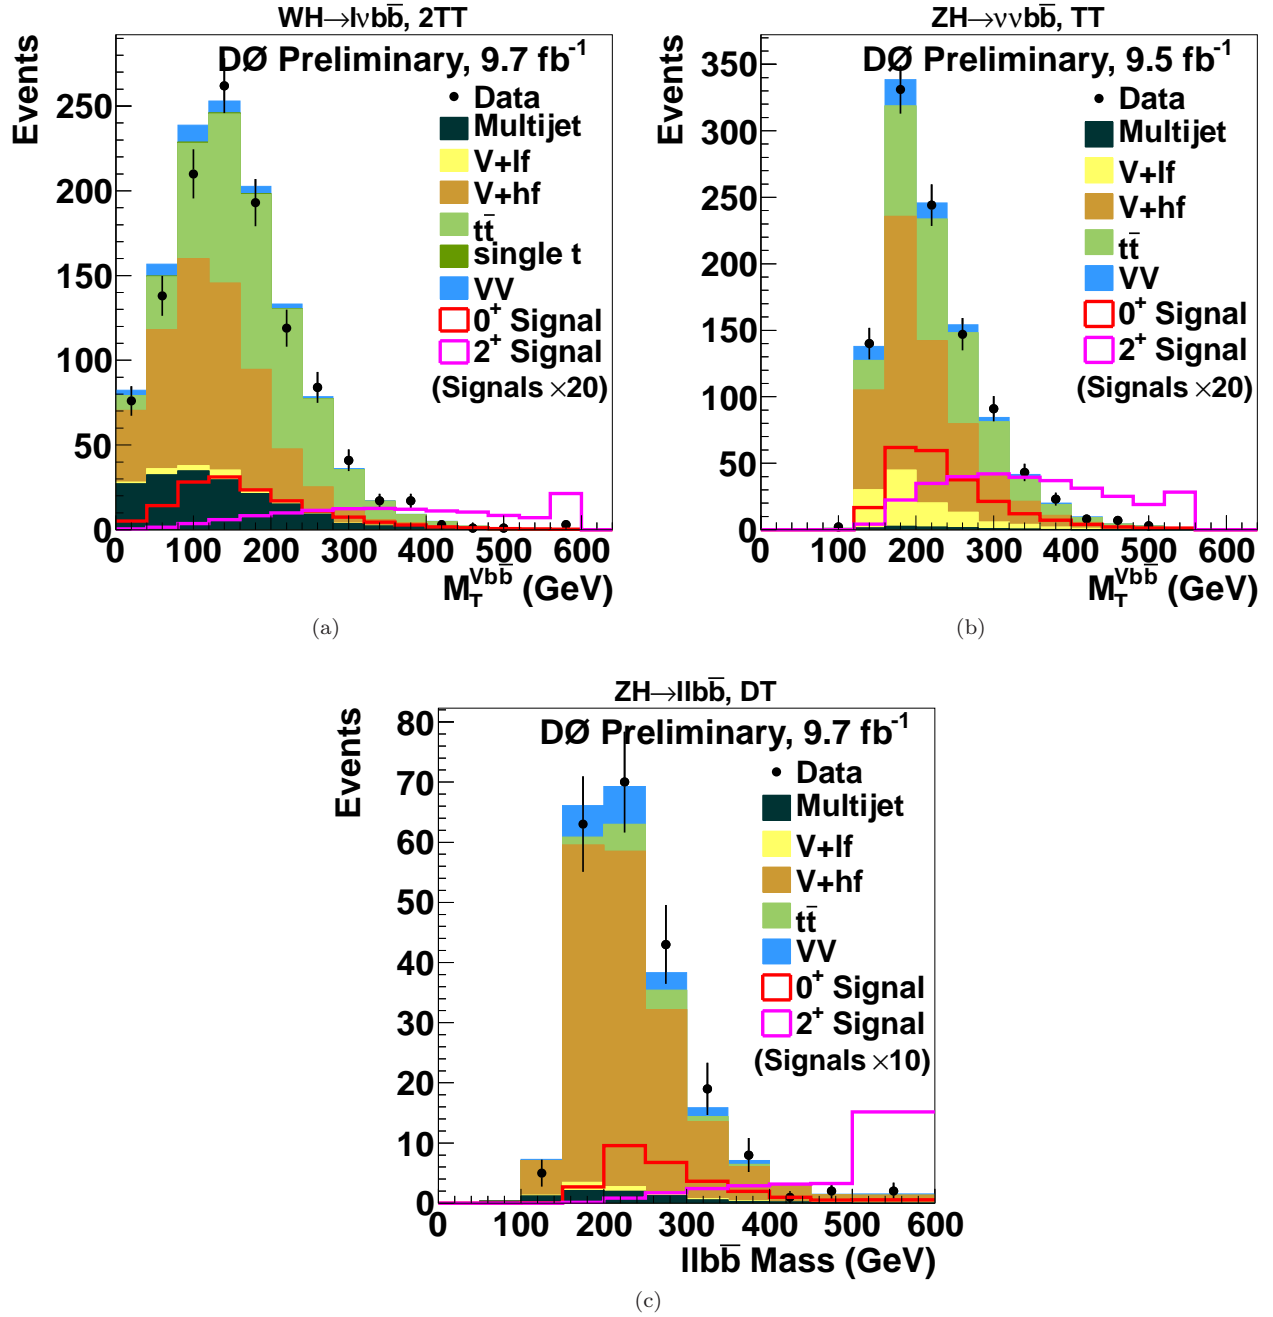 WH→lνbb̅, 2TT
Events
DØ Preliminary, 9.7 fb⁻¹
Data
Multijet
V+lf
V+hf
tt̅
single t
VV
0⁺ Signal
2⁺ Signal
(Signals ×20)
250
200
150
100
50
0
0 100 200 300 400 500 600
M_T^{Vbb̅} (GeV)
(a)
ZH→ννbb̅, TT
Events
DØ Preliminary, 9.5 fb⁻¹
Data
Multijet
V+lf
V+hf
tt̅
VV
0⁺ Signal
2⁺ Signal
(Signals ×20)
350
300
250
200
150
100
50
0
0 100 200 300 400 500 600
M_T^{Vbb̅} (GeV)
(b)
ZH→llbb̅, DT
Events
DØ Preliminary, 9.7 fb⁻¹
Data
Multijet
V+lf
V+hf
tt̅
VV
0⁺ Signal
2⁺ Signal
(Signals ×10)
80
70
60
50
40
30
20
10
0
0 100 200 300 400 500 600
llbb̅ Mass (GeV)
(c)